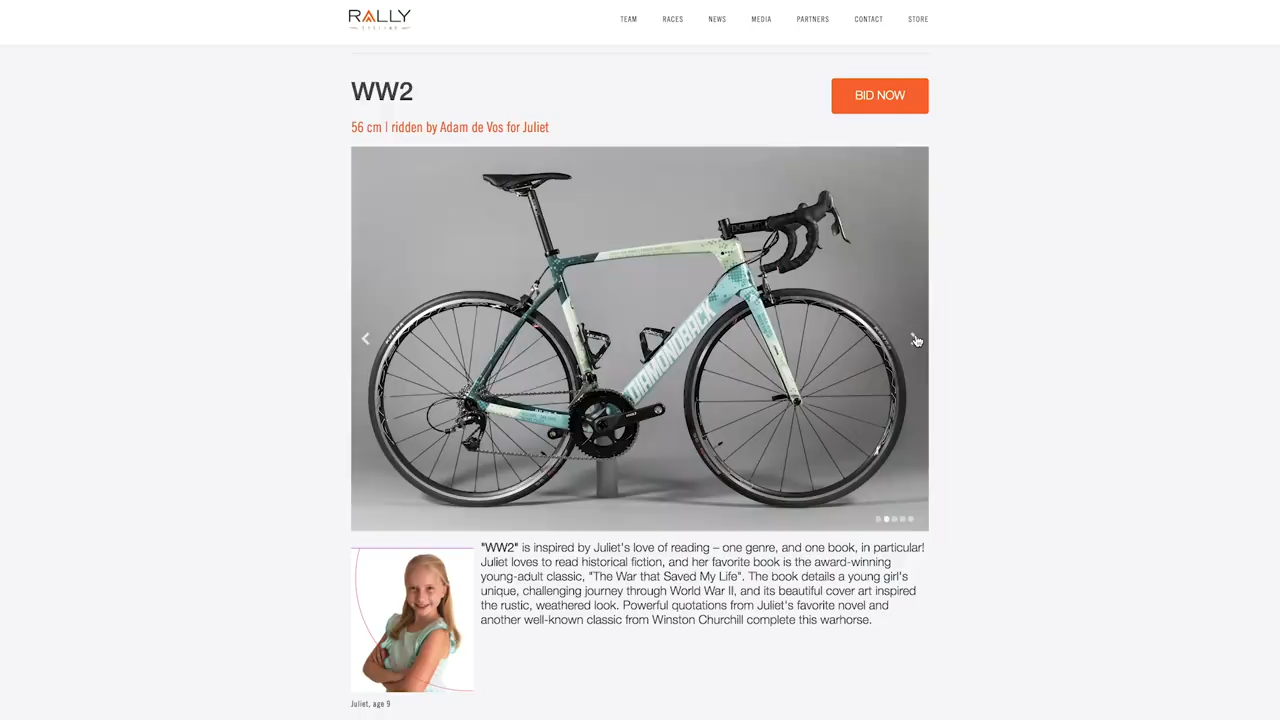 RALLY
CYCLING
TEAM RACES NEWS MEDIA PARTNERS CONTACT STORE
WW2
BID NOW
56 cm | ridden by Adam de Vos for Juliet
DIAMONDBACK
"WW2" is inspired by Juliet's love of reading – one genre, and one book, in particular!
Juliet loves to read historical fiction, and her favorite book is the award-winning
young-adult classic, "The War that Saved My Life". The book details a young girl's
unique, challenging journey through World War II, and its beautiful cover art inspired
the rustic, weathered look. Powerful quotations from Juliet's favorite novel and
another well-known classic from Winston Churchill complete this warhorse.
Juliet, age 9